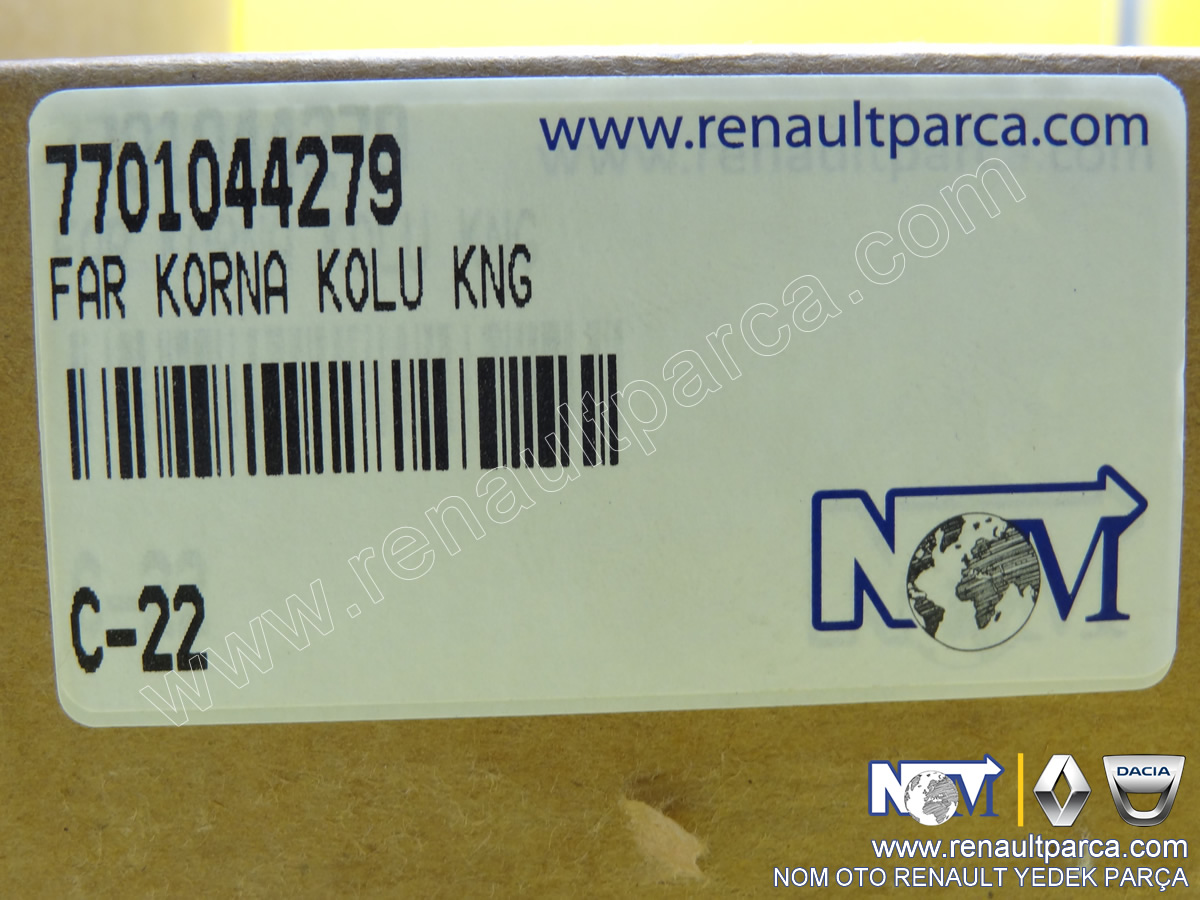 www.renaultparca.com
7701044279
FAR KORNA KOLU KNG
C-22
NOM
www.renaultparca.com
NOM
DACIA
www.renaultparca.com
NOM OTO RENAULT YEDEK PARÇA